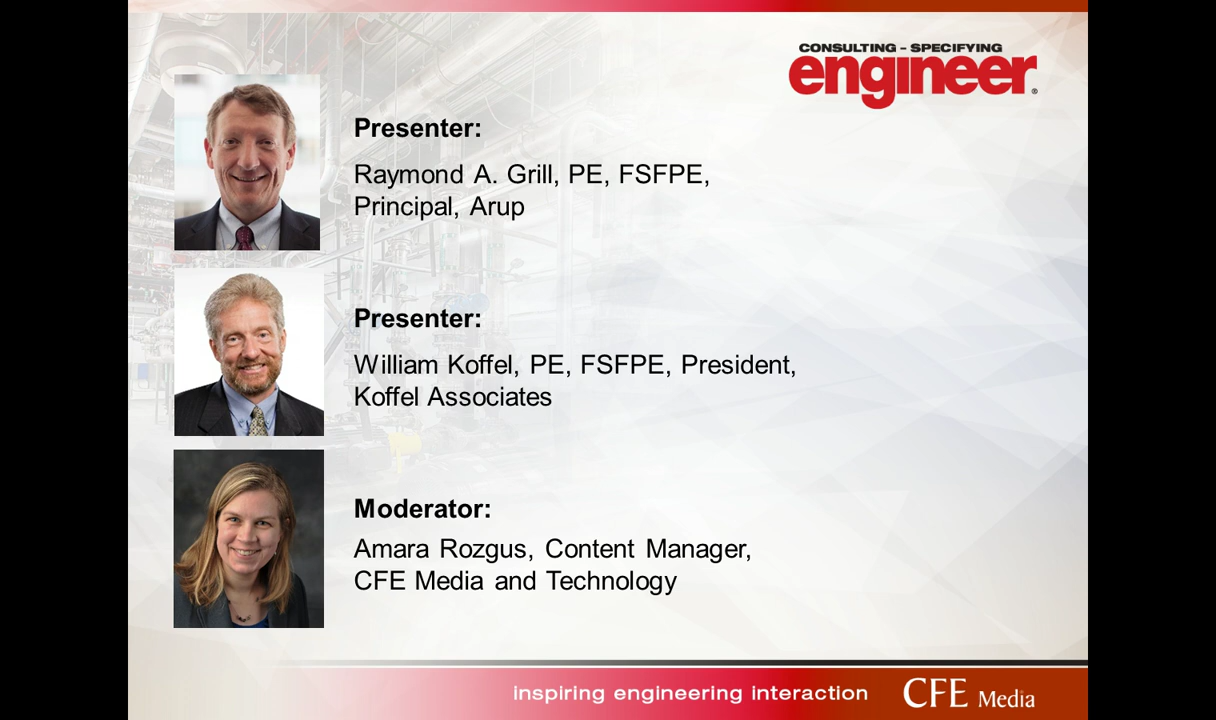 CONSULTING - SPECIFYING
engineer®
Presenter:
Raymond A. Grill, PE, FSFPE,
Principal, Arup
Presenter:
William Koffel, PE, FSFPE, President,
Koffel Associates
Moderator:
Amara Rozgus, Content Manager,
CFE Media and Technology
inspiring engineering interaction
CFE Media